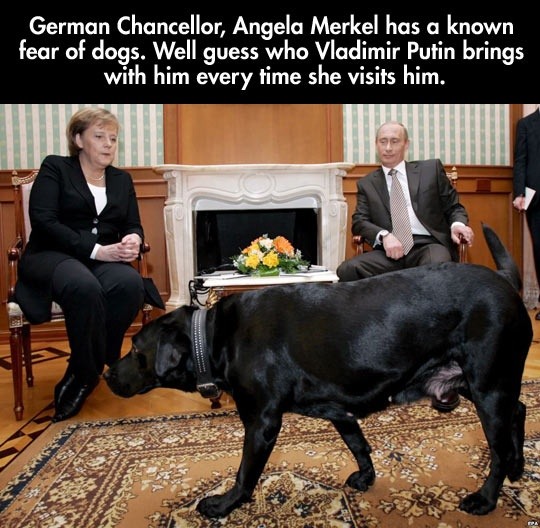 German Chancellor, Angela Merkel has a known
fear of dogs. Well guess who Vladimir Putin brings
with him every time she visits him.
EPA